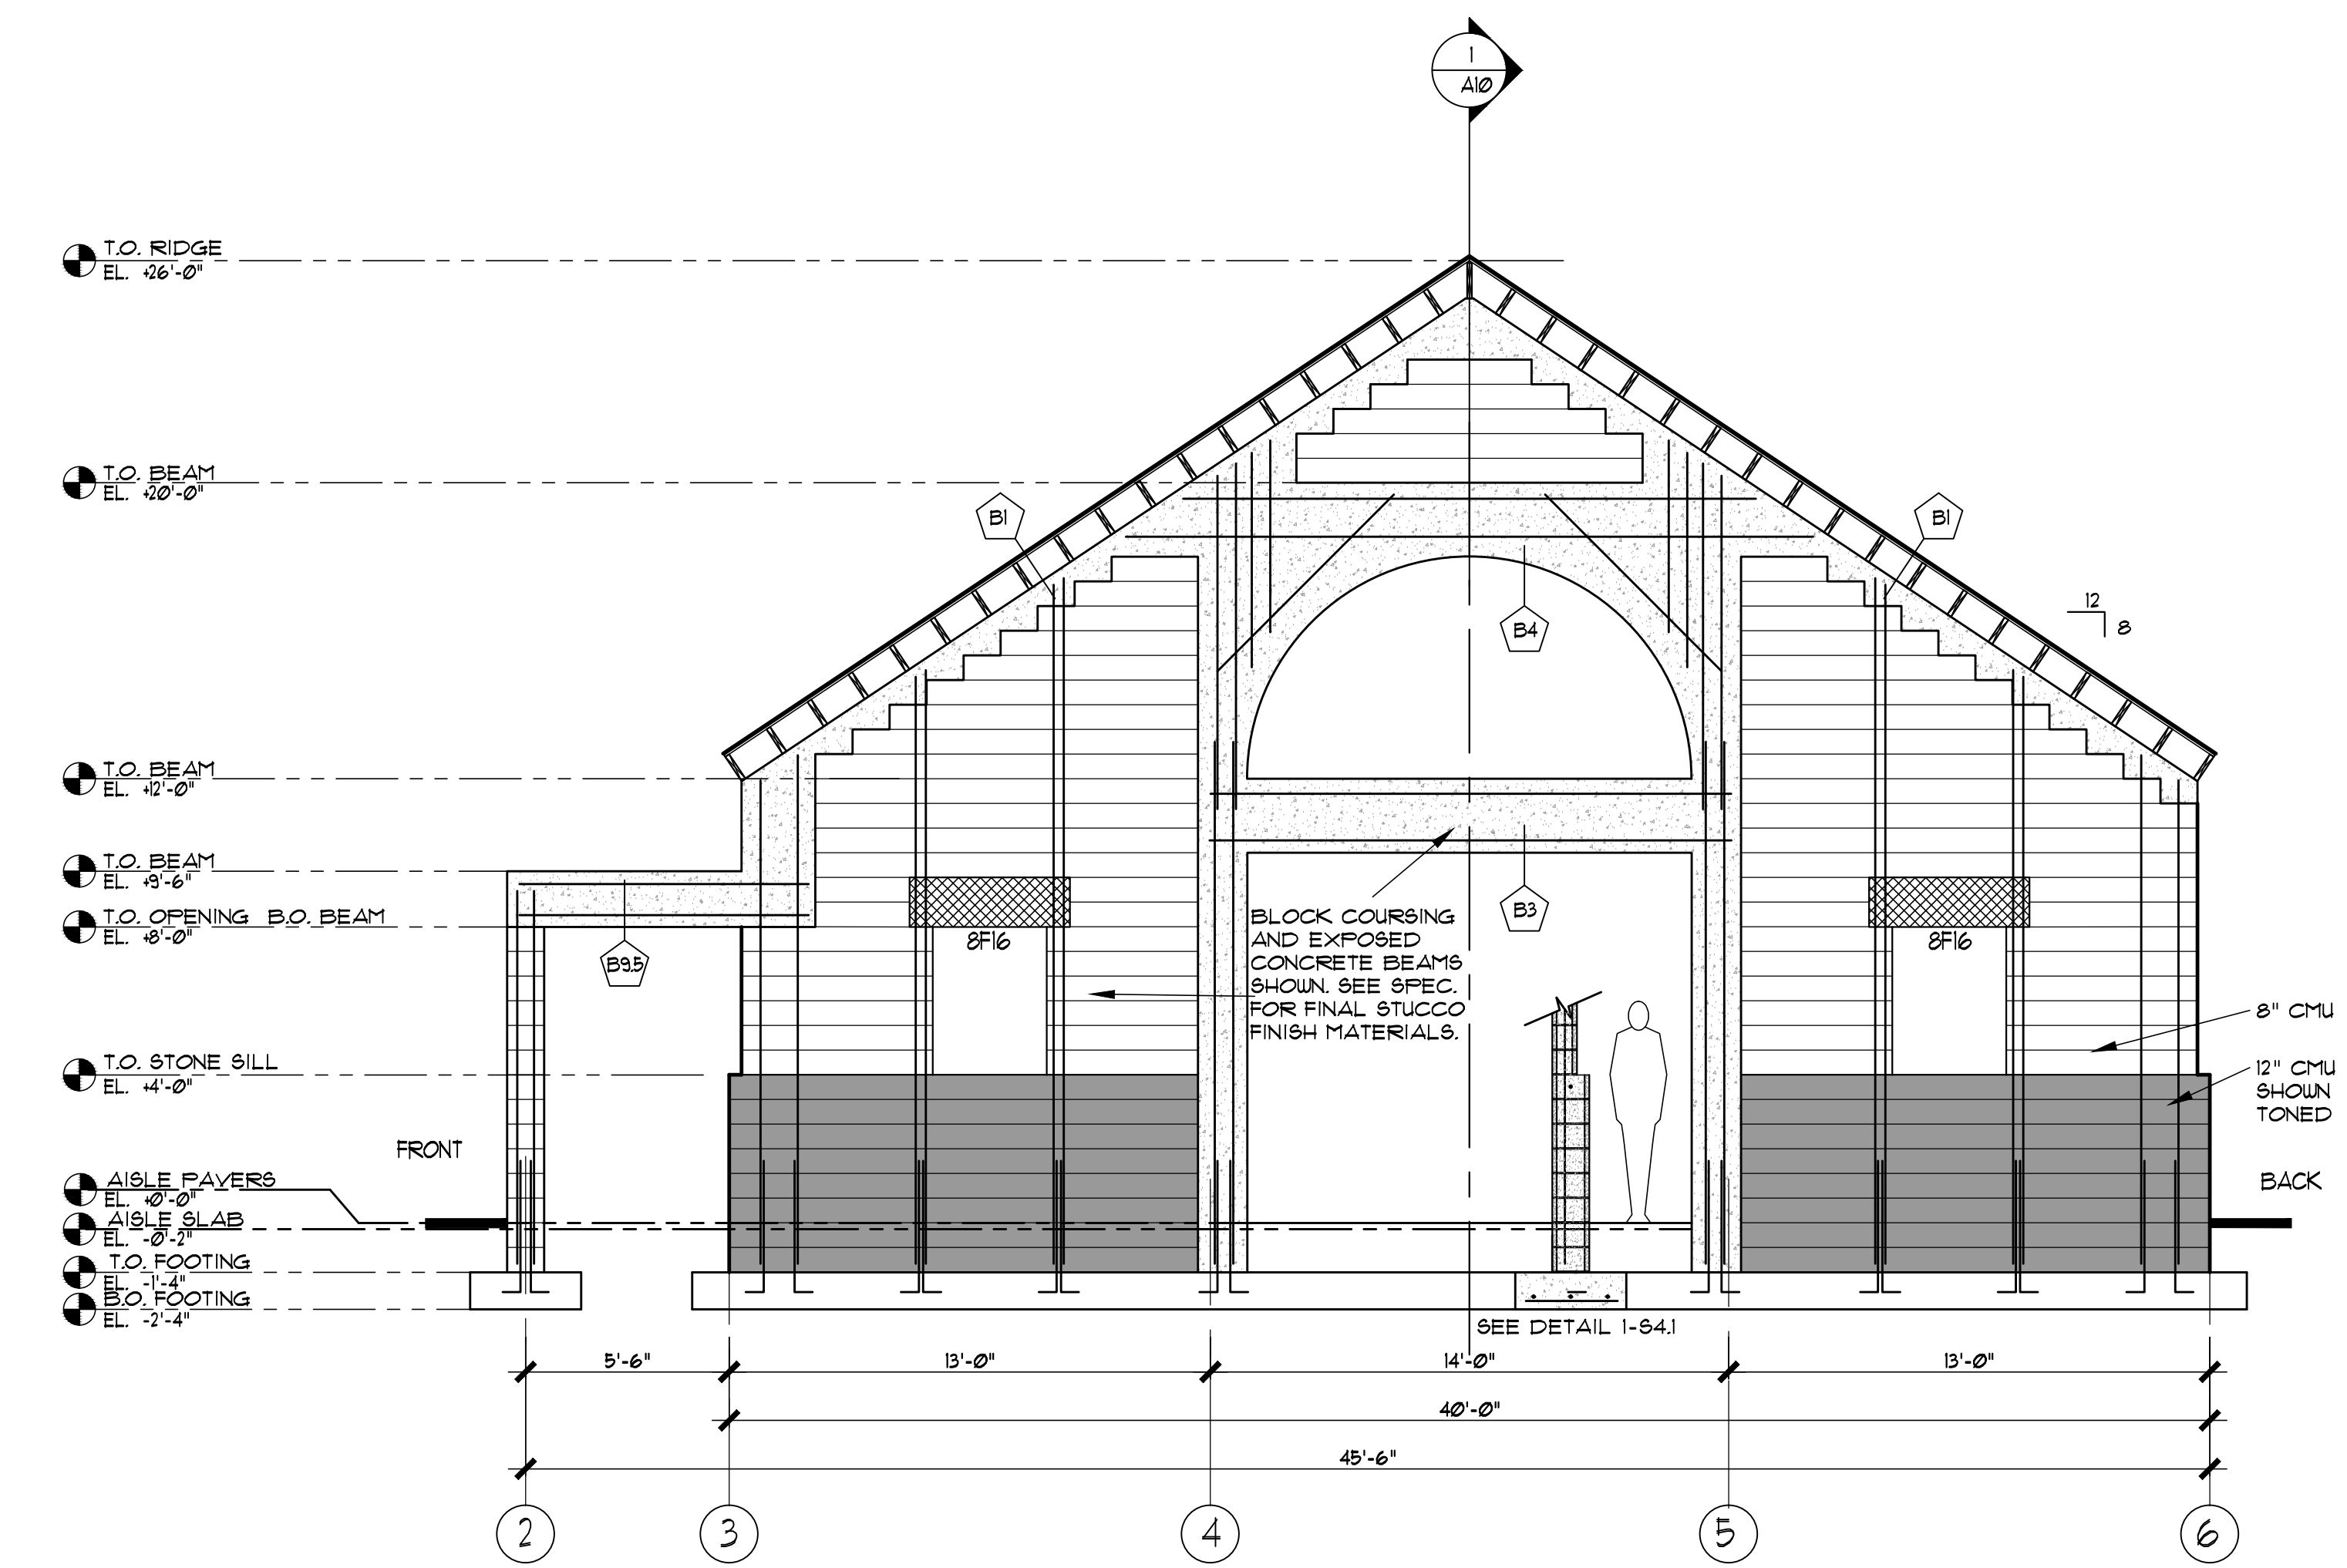 1
A10
T.O. RIDGE
EL. +26'-0"
T.O. BEAM
EL. +20'-0"
B1
B1
12
8
B4
T.O. BEAM
EL. +12'-0"
T.O. BEAM
EL. +9'-6"
T.O. OPENING B.O. BEAM
EL. +8'-0"
B9.5
8F16
B3
8F16
BLOCK COURSING
AND EXPOSED
CONCRETE BEAMS
SHOWN. SEE SPEC.
FOR FINAL STUCCO
FINISH MATERIALS.
8" CMU
12" CMU
SHOWN
TONED
T.O. STONE SILL
EL. +4'-0"
FRONT
BACK
AISLE PAVERS
EL. +0'-0"
AISLE SLAB
EL. -0'-2"
T.O. FOOTING
EL. -1'-4"
B.O. FOOTING
EL. -2'-4"
SEE DETAIL 1-S4.1
5'-6"
13'-0"
14'-0"
13'-0"
40'-0"
45'-6"
2
3
4
5
6